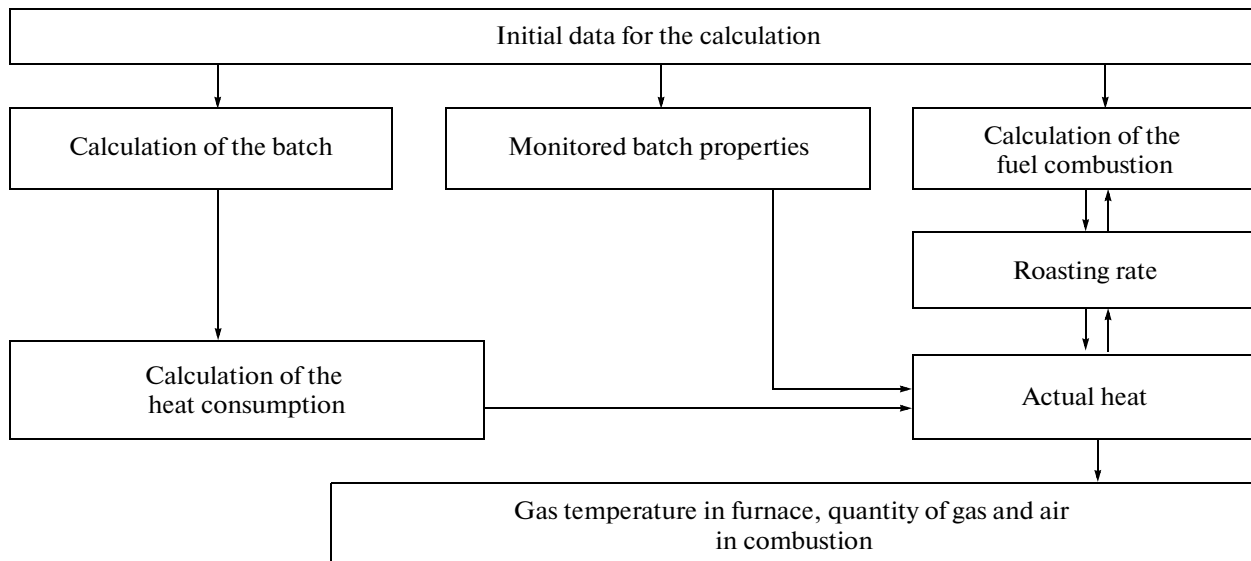 Initial data for the calculation
Calculation of the batch
Monitored batch properties
Calculation of the
fuel combustion
Roasting rate
Calculation of the
heat consumption
Actual heat
Gas temperature in furnace, quantity of gas and air
in combustion